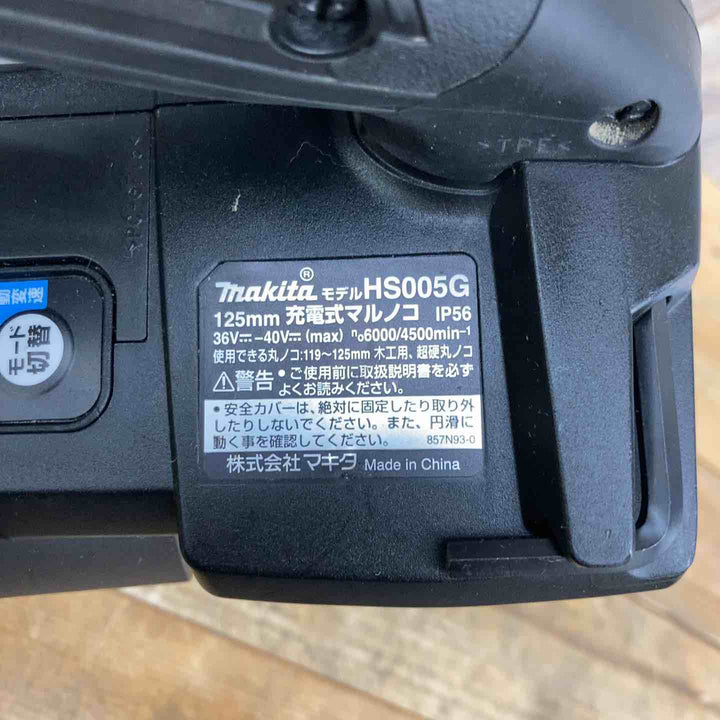 >TPE<
動変速
モード
切替
makita® モデルHS005G
125mm 充電式マルノコ IP56
36V⎓-40V⎓(max) n₀6000/4500min⁻¹
使用できる丸ノコ:119〜125mm 木工用、超硬丸ノコ
⚠警告 ・ご使用前に取扱説明書を必ず
よくお読みください。
・安全カバーは、絶対に固定したり取り外
したりしないでください。また、円滑に
動く事を確認してください。 857N93-0
株式会社マキタ Made in China